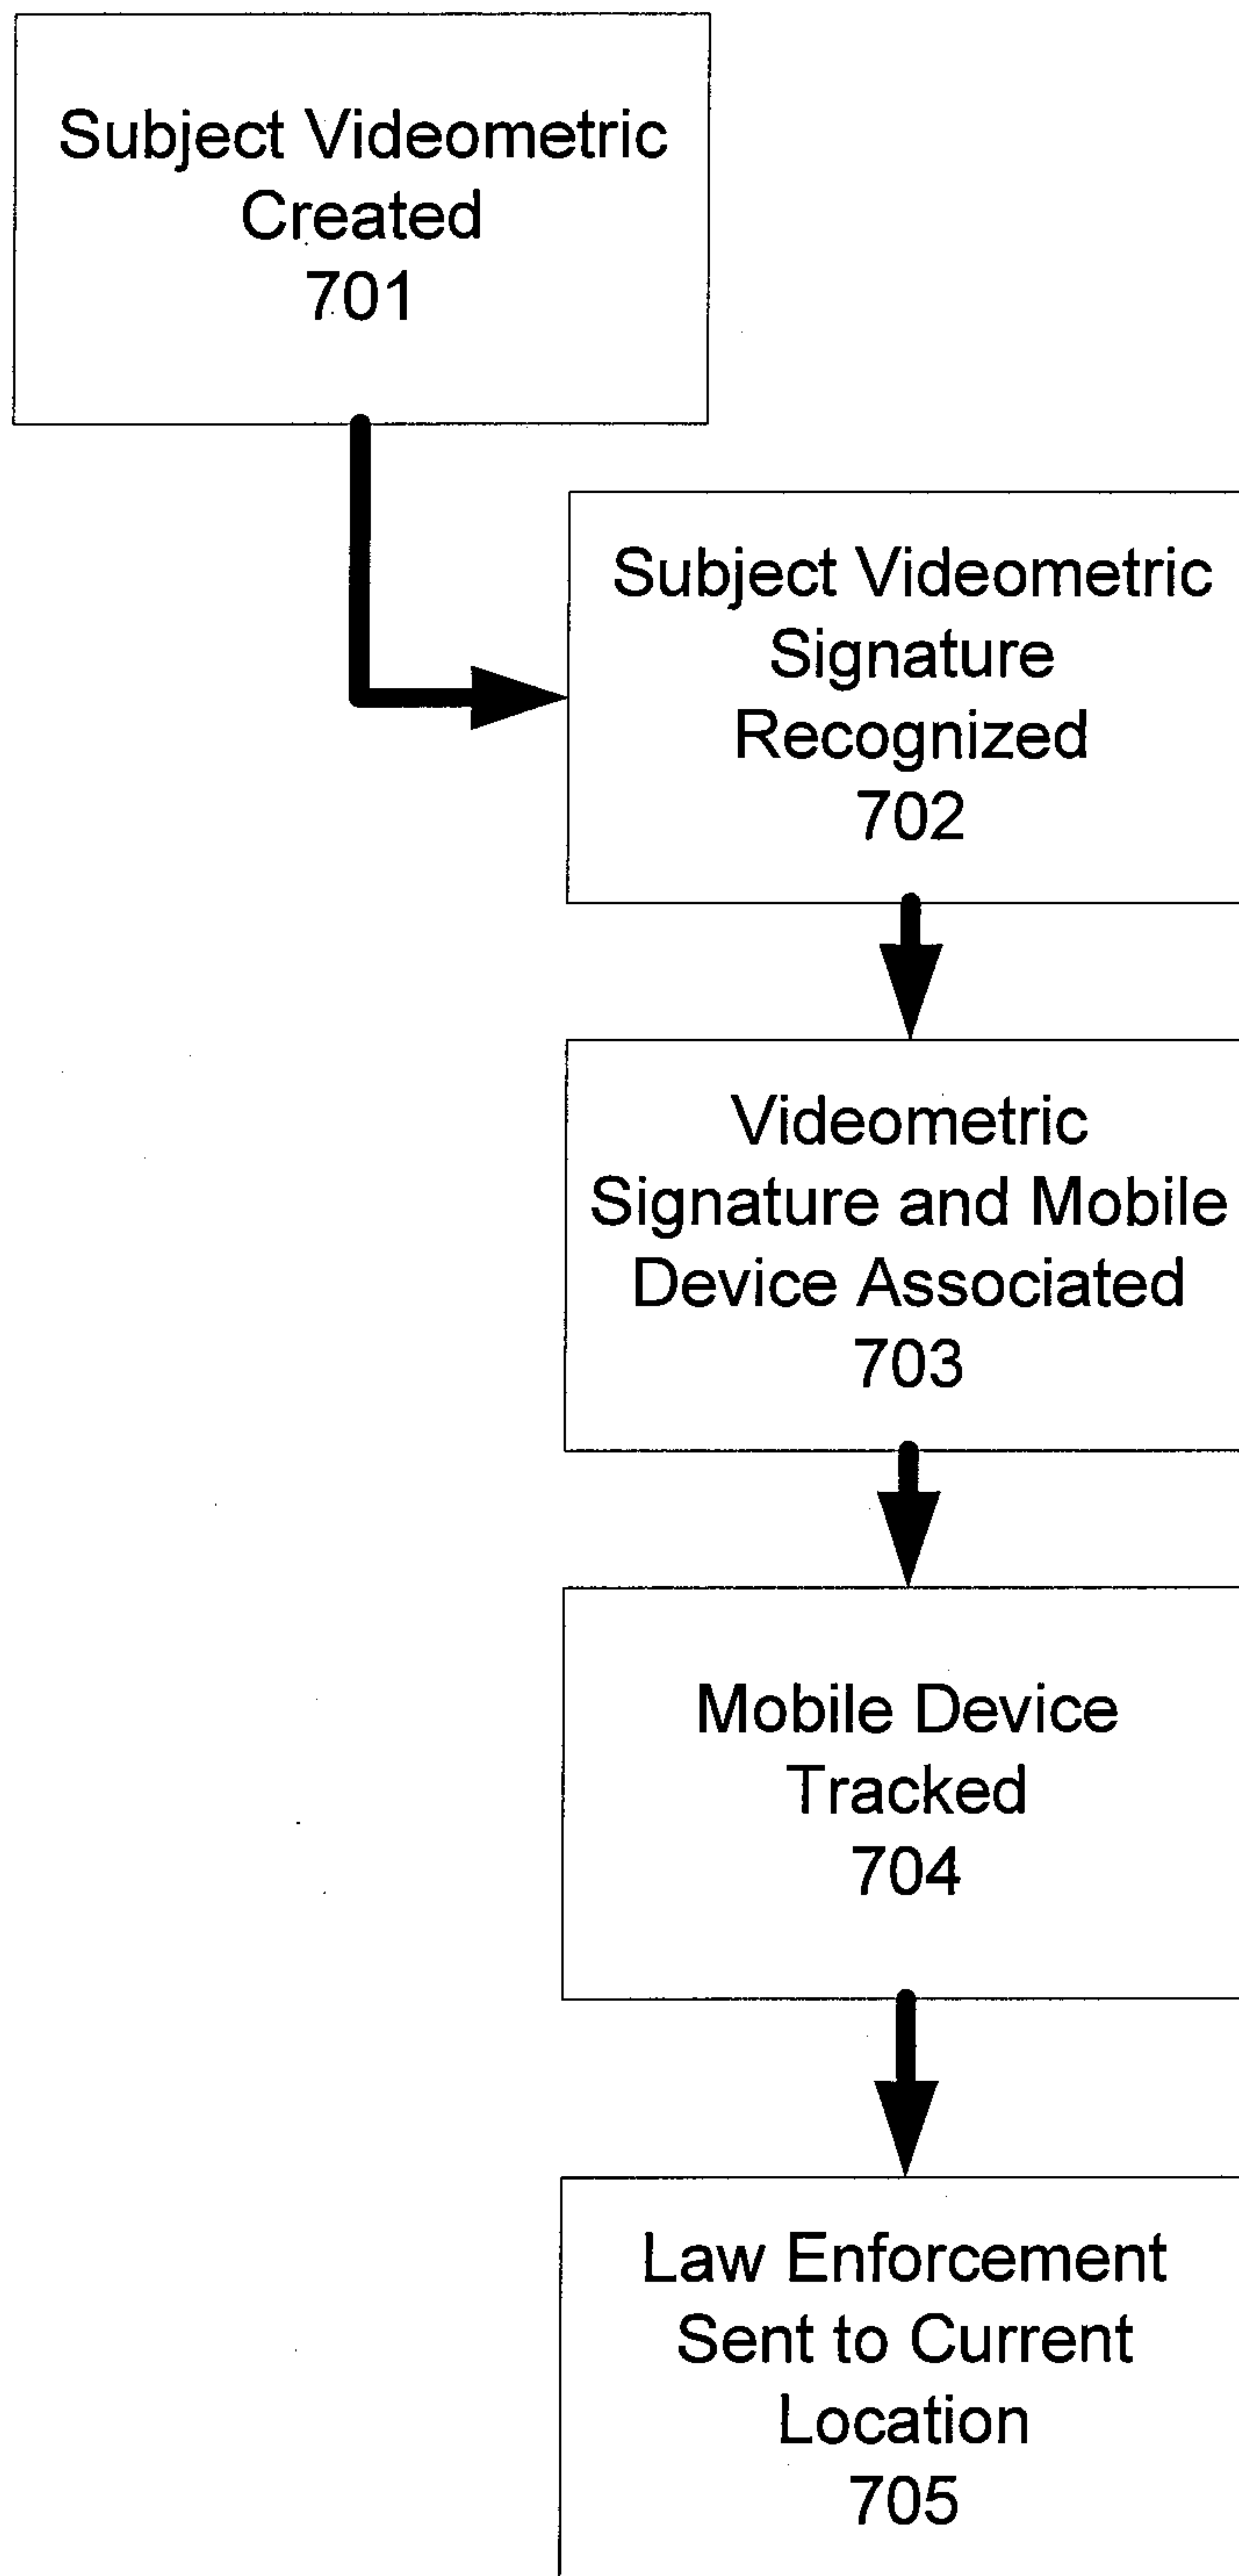 Subject Videometric
Created
701
Subject Videometric
Signature
Recognized
702
Videometric
Signature and Mobile
Device Associated
703
Mobile Device
Tracked
704
Law Enforcement
Sent to Current
Location
705